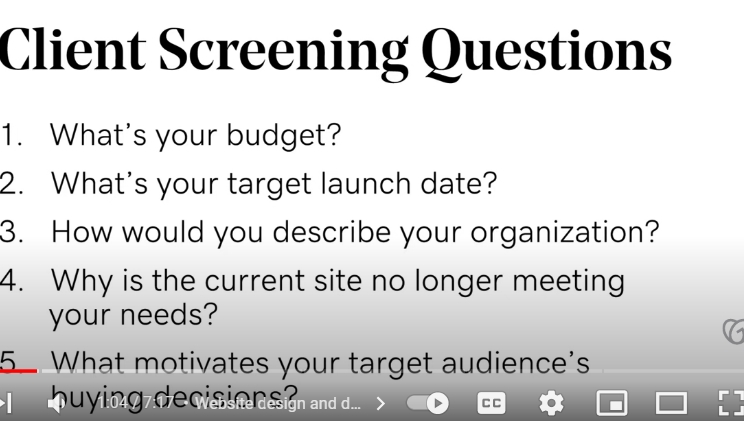 Client Screening Questions
1. What's your budget?
2. What's your target launch date?
3. How would you describe your organization?
4. Why is the current site no longer meeting
your needs?
5. What motivates your target audience's
buying decisions?
1:04 / 7:17 • Website design and d...
CC